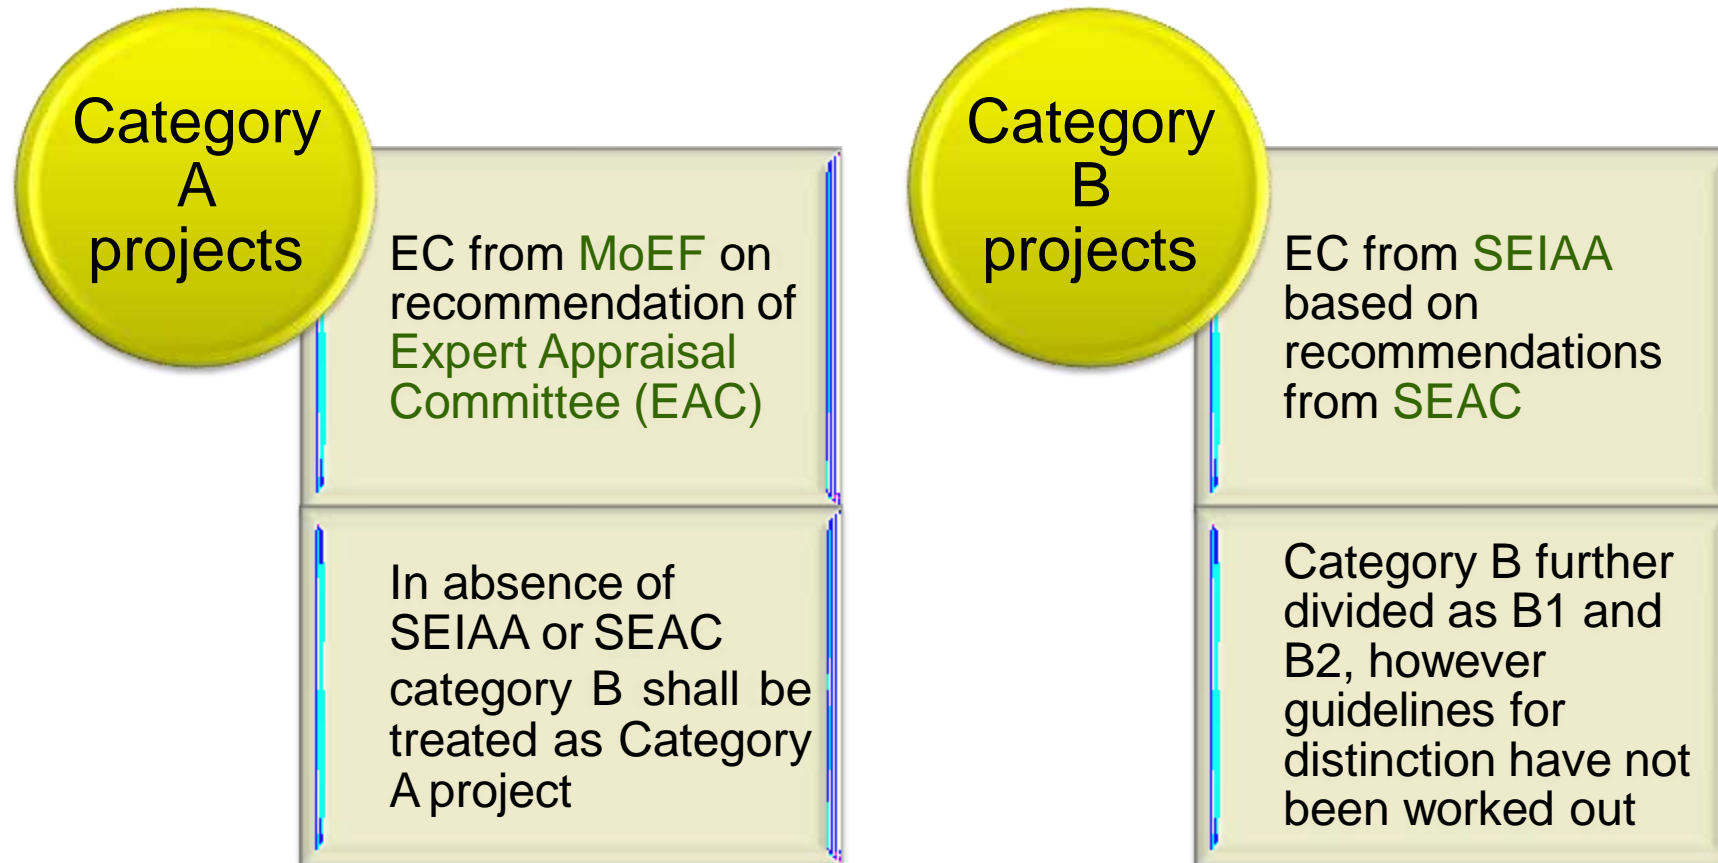 Category
A
projects
EC from MoEF on
recommendation of
Expert Appraisal
Committee (EAC)
In absence of
SEIAA or SEAC
category B shall be
treated as Category
A project
Category
B
projects
EC from SEIAA
based on
recommendations
from SEAC
Category B further
divided as B1 and
B2, however
guidelines for
distinction have not
been worked out